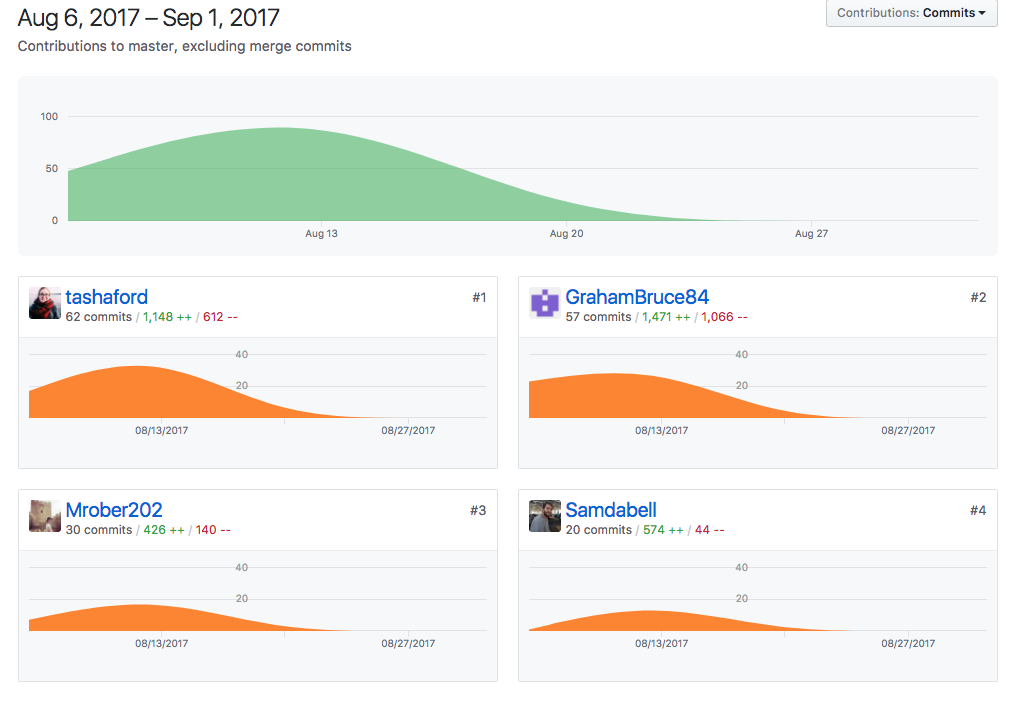 Aug 6, 2017 – Sep 1, 2017
Contributions: Commits
Contributions to master, excluding merge commits
100
50
0
Aug 13
Aug 20
Aug 27
tashaford
#1
62 commits / 1,148 ++ / 612 --
40
20
08/13/2017
08/27/2017
GrahamBruce84
#2
57 commits / 1,471 ++ / 1,066 --
40
20
08/13/2017
08/27/2017
Mrober202
#3
30 commits / 426 ++ / 140 --
40
20
08/13/2017
08/27/2017
Samdabell
#4
20 commits / 574 ++ / 44 --
40
20
08/13/2017
08/27/2017